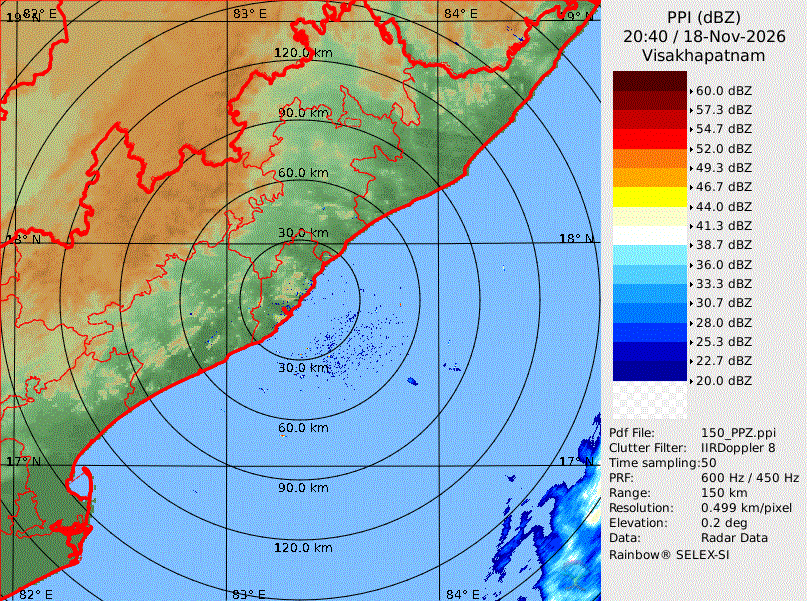 82° E
83° E
84° E
19° N
19° N
120.0 km
90.0 km
60.0 km
30.0 km
18° N
18° N
30.0 km
60.0 km
17° N
17° N
90.0 km
120.0 km
82° E
83° E
84° E
PPI (dBZ)
20:40 / 18-Nov-2026
Visakhapatnam
60.0 dBZ
57.3 dBZ
54.7 dBZ
52.0 dBZ
49.3 dBZ
46.7 dBZ
44.0 dBZ
41.3 dBZ
38.7 dBZ
36.0 dBZ
33.3 dBZ
30.7 dBZ
28.0 dBZ
25.3 dBZ
22.7 dBZ
20.0 dBZ
Pdf File: 150_PPZ.ppi
Clutter Filter: IIRDoppler 8
Time sampling:50
PRF: 600 Hz / 450 Hz
Range: 150 km
Resolution: 0.499 km/pixel
Elevation: 0.2 deg
Data: Radar Data
Rainbow® SELEX-SI